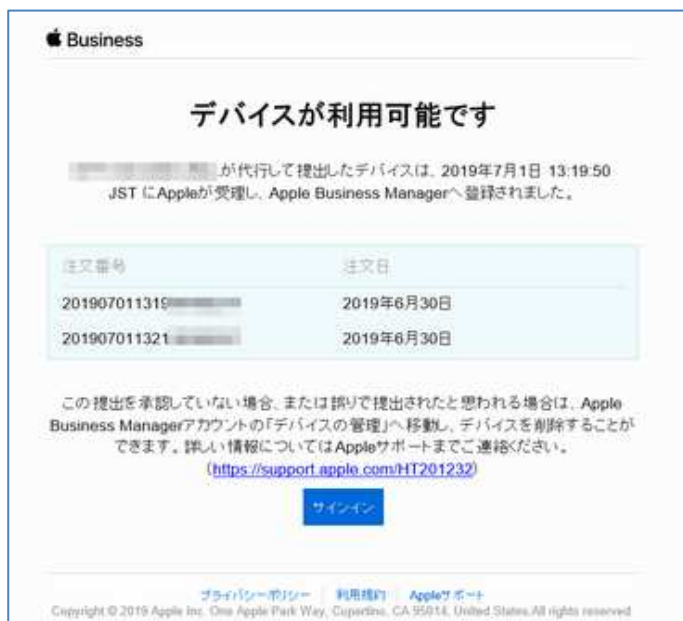 Business
デバイスが利用可能です
が代行して提出したデバイスは、2019年7月1日 13:19:50
JST にAppleが受理し、Apple Business Managerへ登録されました。
注文番号 注文日
201907011319 2019年6月30日
201907011321 2019年6月30日
この提出を承認していない場合、または誤りで提出されたと思われる場合は、Apple
Business Managerアカウントの「デバイスの管理」へ移動し、デバイスを削除することが
できます。詳しい情報についてはAppleサポートまでご連絡ください。
(https://support.apple.com/HT201232)
サインイン
プライバシーポリシー 利用規約 Appleサポート
Copyright © 2019 Apple Inc. One Apple Park Way, Cupertino, CA 95014, United States.All rights reserved